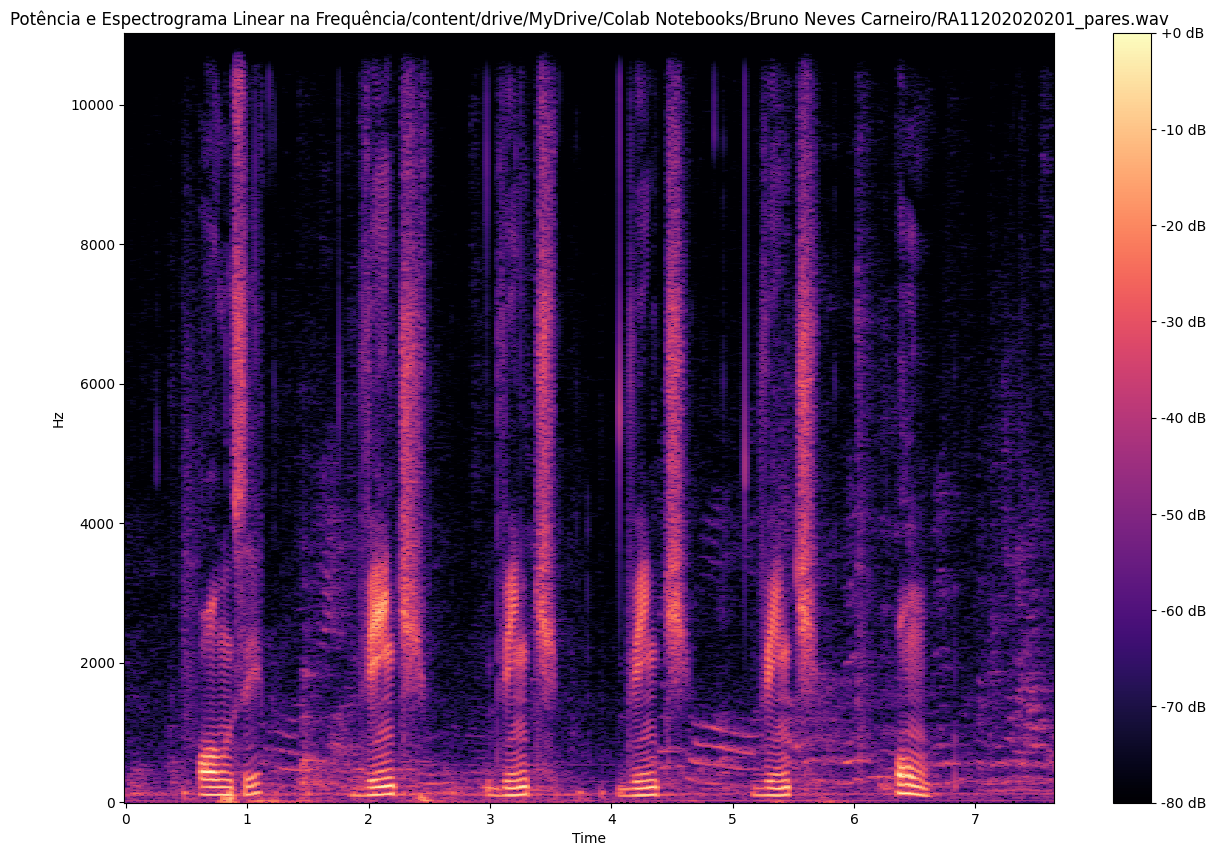 Potência e Espectrograma Linear na Frequência/content/drive/MyDrive/Colab Notebooks/Bruno Neves Carneiro/RA11202020201_pares.wav
+0 dB
10000
-10 dB
8000
-20 dB
-30 dB
6000
Hz
-40 dB
4000
-50 dB
-60 dB
2000
-70 dB
0
-80 dB
0 1 2 3 4 5 6 7
Time